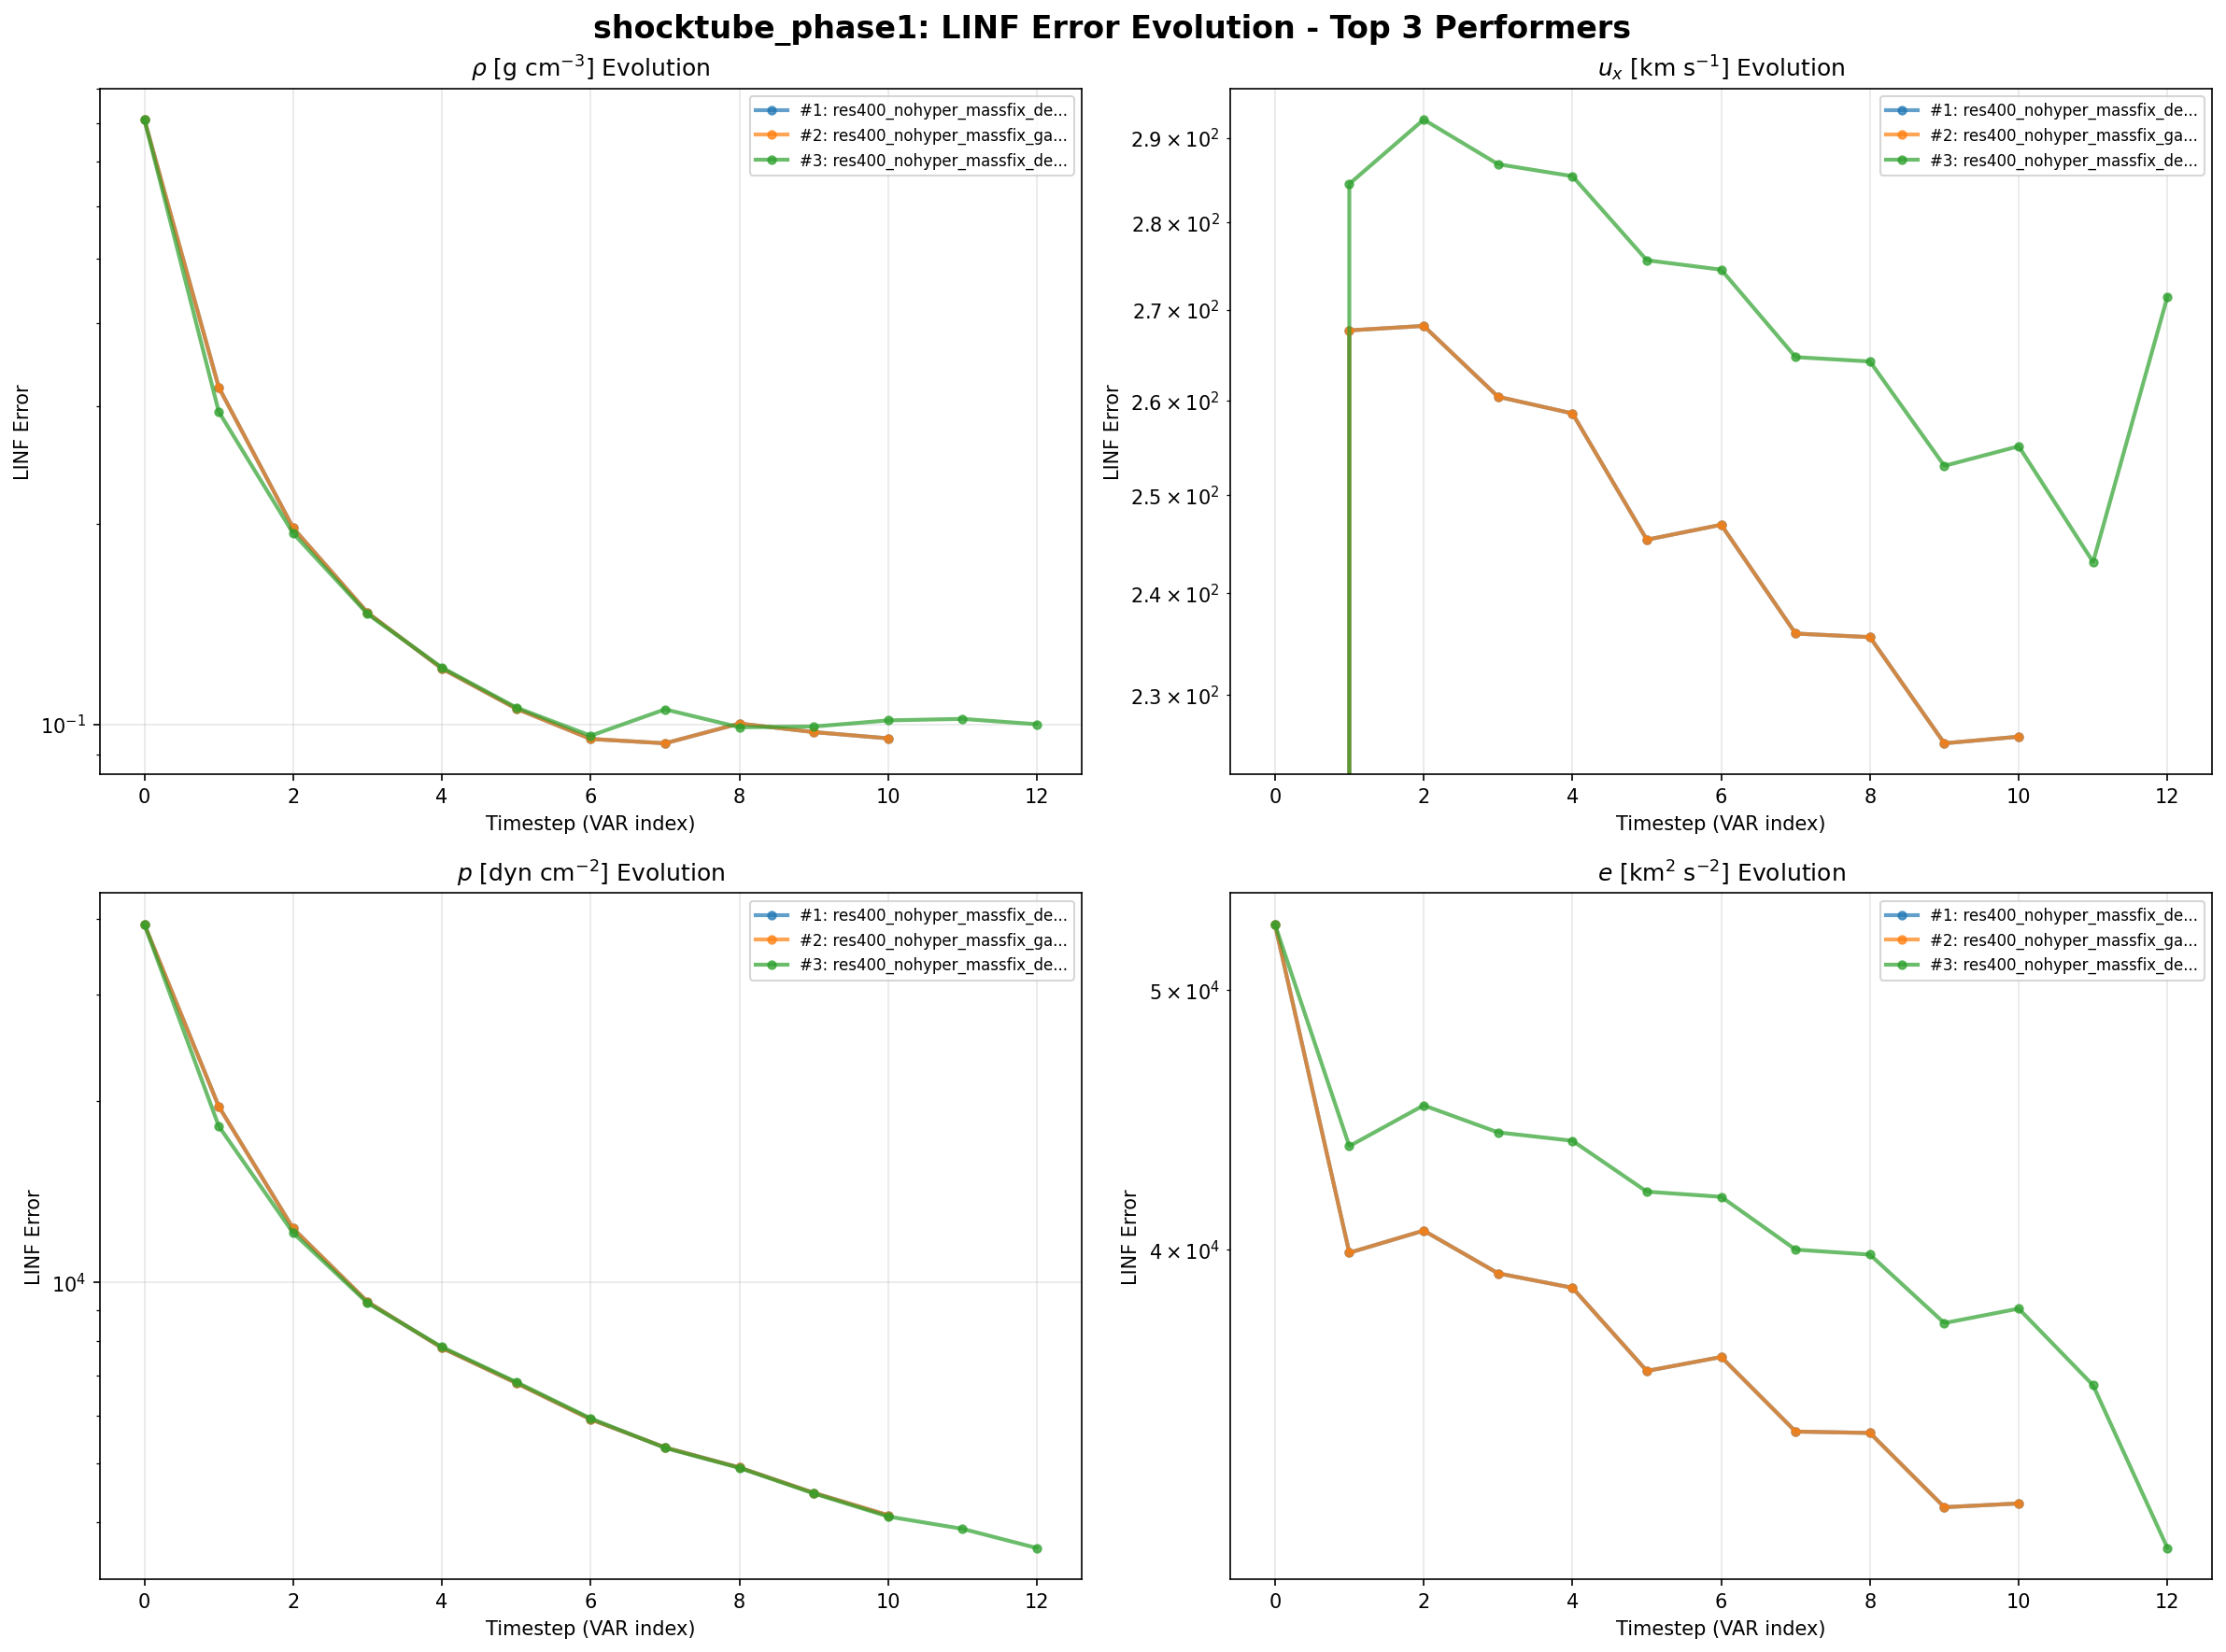 shocktube_phase1: LINF Error Evolution - Top 3 Performers
ρ [g cm⁻³] Evolution
LINF Error
10⁻¹
#1: res400_nohyper_massfix_de...
#2: res400_nohyper_massfix_ga...
#3: res400_nohyper_massfix_de...
0 2 4 6 8 10 12
Timestep (VAR index)
uₓ [km s⁻¹] Evolution
LINF Error
2.9 × 10²
2.8 × 10²
2.7 × 10²
2.6 × 10²
2.5 × 10²
2.4 × 10²
2.3 × 10²
#1: res400_nohyper_massfix_de...
#2: res400_nohyper_massfix_ga...
#3: res400_nohyper_massfix_de...
0 2 4 6 8 10 12
Timestep (VAR index)
p [dyn cm⁻²] Evolution
LINF Error
10⁴
#1: res400_nohyper_massfix_de...
#2: res400_nohyper_massfix_ga...
#3: res400_nohyper_massfix_de...
0 2 4 6 8 10 12
Timestep (VAR index)
e [km² s⁻²] Evolution
LINF Error
5 × 10⁴
4 × 10⁴
#1: res400_nohyper_massfix_de...
#2: res400_nohyper_massfix_ga...
#3: res400_nohyper_massfix_de...
0 2 4 6 8 10 12
Timestep (VAR index)